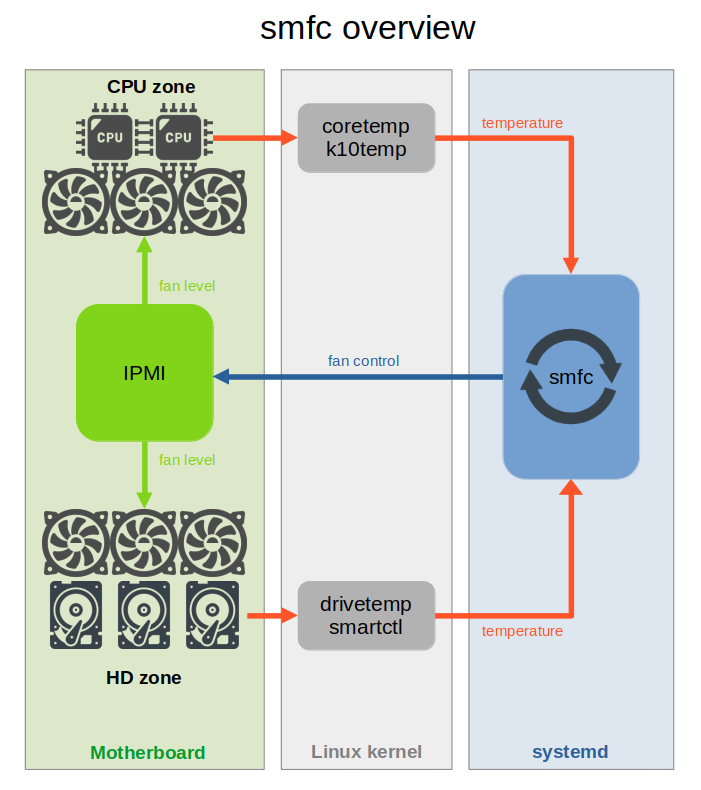 smfc overview
CPU zone
CPU
CPU
coretemp
k10temp
temperature
fan level
IPMI
fan control
smfc
fan level
drivetemp
smartctl
temperature
HD zone
Motherboard
Linux kernel
systemd